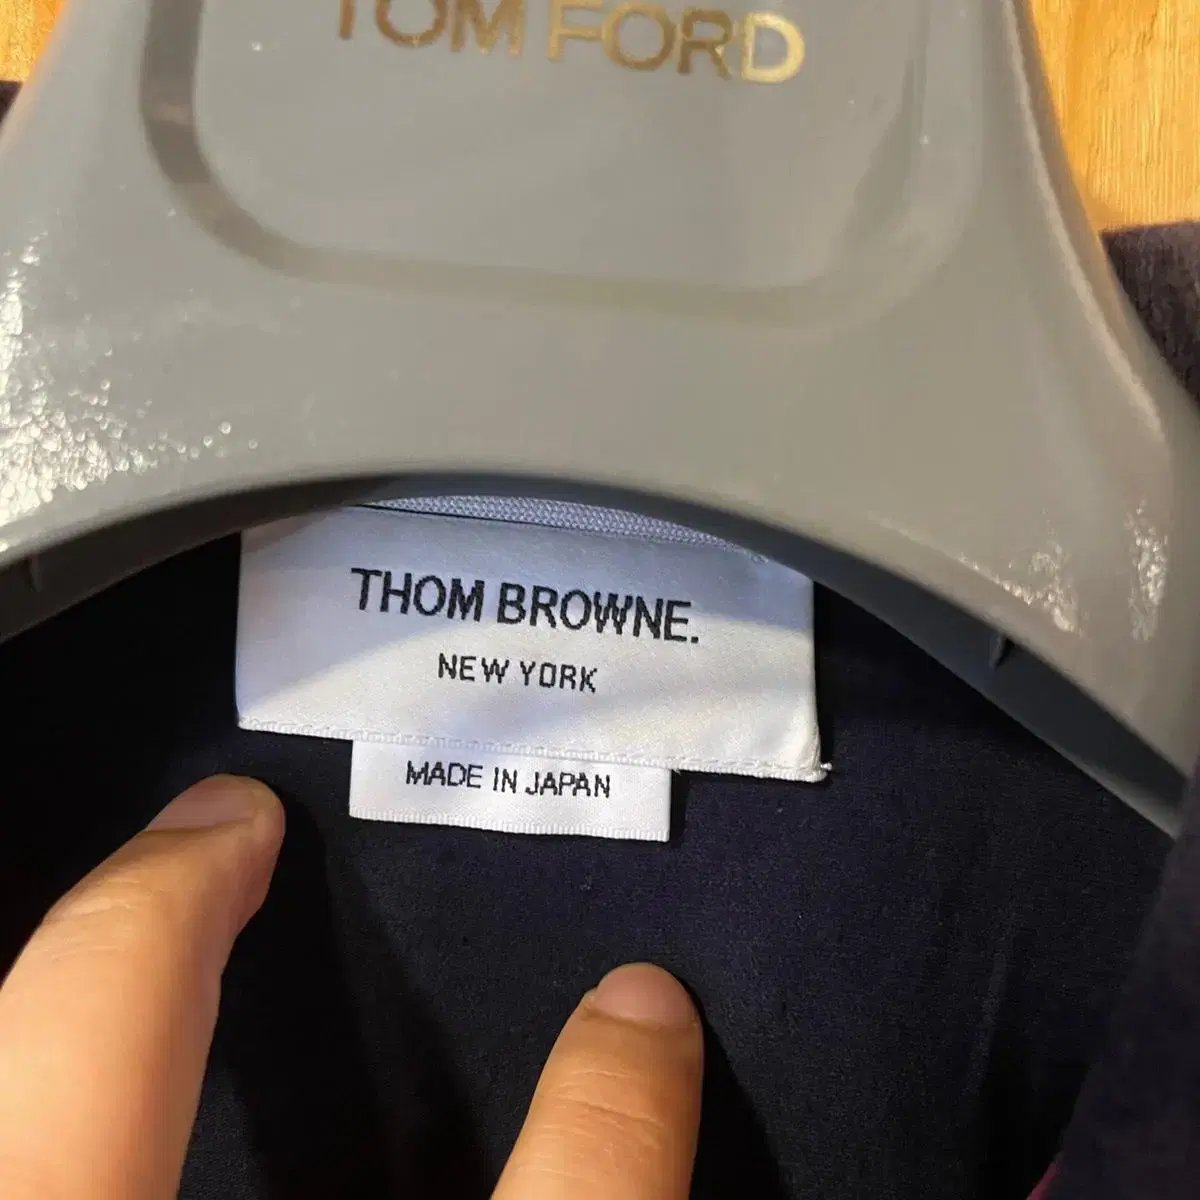 TOM FORD
THOM BROWNE.
NEW YORK
MADE IN JAPAN